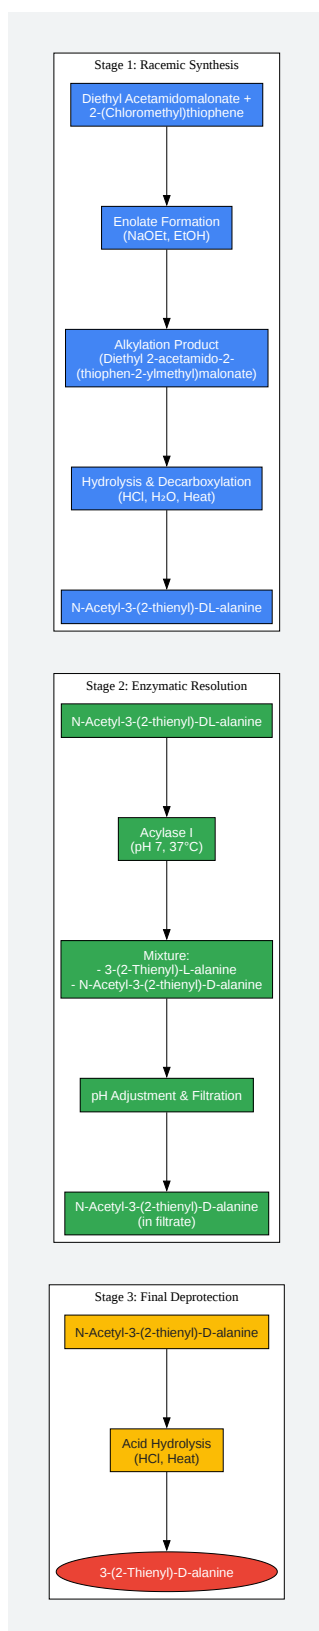 Stage 1: Racemic Synthesis
Diethyl Acetamidomalonate +
2-(Chloromethyl)thiophene
Enolate Formation
(NaOEt, EtOH)
Alkylation Product
(Diethyl 2-acetamido-2-
(thiophen-2-ylmethyl)malonate)
Hydrolysis & Decarboxylation
(HCl, H₂O, Heat)
N-Acetyl-3-(2-thienyl)-DL-alanine
Stage 2: Enzymatic Resolution
N-Acetyl-3-(2-thienyl)-DL-alanine
Acylase I
(pH 7, 37°C)
Mixture:
- 3-(2-Thienyl)-L-alanine
- N-Acetyl-3-(2-thienyl)-D-alanine
pH Adjustment & Filtration
N-Acetyl-3-(2-thienyl)-D-alanine
(in filtrate)
Stage 3: Final Deprotection
N-Acetyl-3-(2-thienyl)-D-alanine
Acid Hydrolysis
(HCl, Heat)
3-(2-Thienyl)-D-alanine